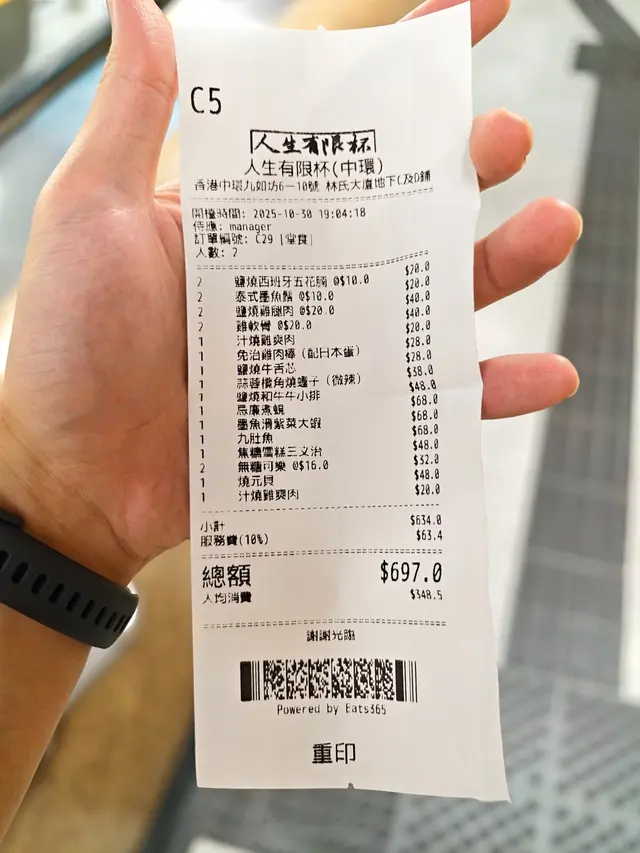 C5
人生有限杯
人生有限杯(中環)
香港中環九如坊6-10號 林氏大廈地下C及D鋪
開檯時間: 2025-10-30 19:04:18
侍應: manager
訂單編號: C29 [堂食]
人數: 2
2 鹽燒西班牙五花腩 @$10.0 $20.0
2 泰式墨魚鬚 @$10.0 $20.0
2 鹽燒雞腿肉 @$20.0 $40.0
2 雞軟骨 @$20.0 $40.0
1 汁燒雞爽肉 $20.0
1 免治雞肉棒 (配日本蛋) $28.0
1 鹽燒牛舌芯 $28.0
1 蒜蓉欖角燒蟶子 (微辣) $38.0
1 鹽燒和牛牛小排 $48.0
1 忌廉煮蜆 $68.0
1 墨魚滑紫菜大蝦 $68.0
1 九肚魚 $68.0
1 焦糖雪糕三文治 $48.0
2 無糖可樂 @$16.0 $32.0
1 燒元貝 $48.0
1 汁燒雞爽肉 $20.0
小計 $634.0
服務費(10%) $63.4
總額 $697.0
人均消費 $348.5
謝謝光臨
Powered by Eats365
重印